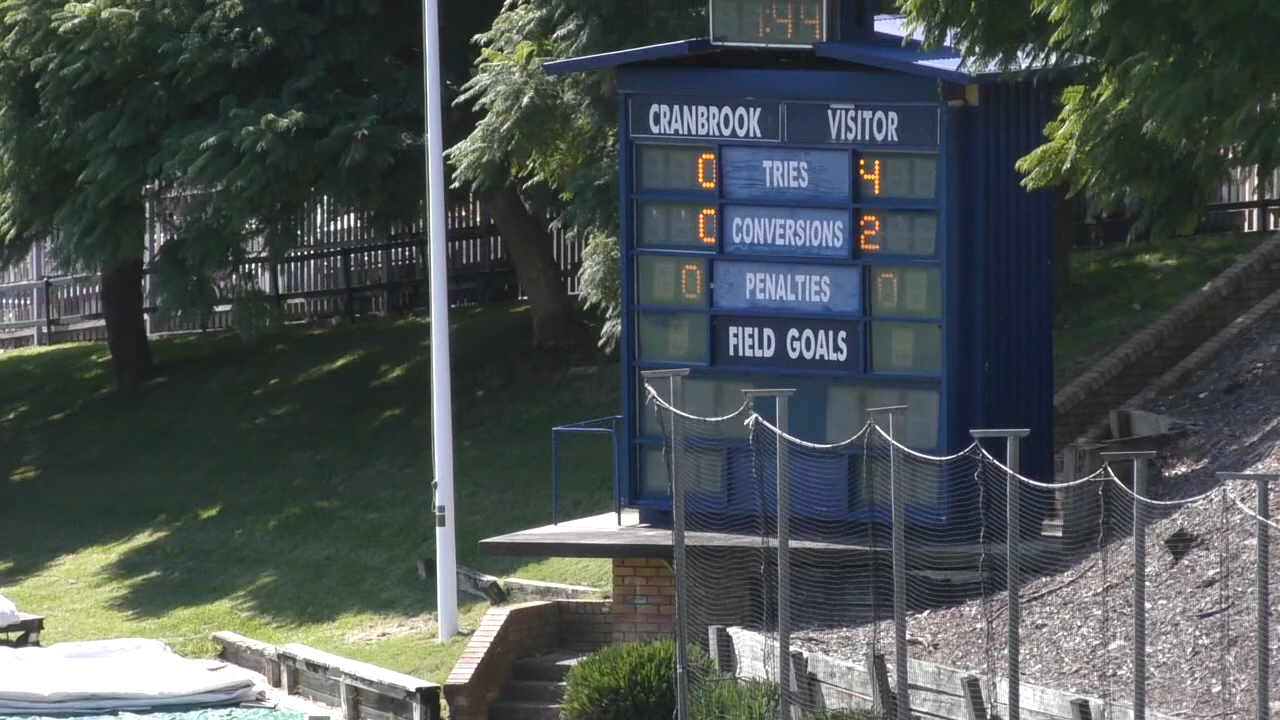 1:44
CRANBROOK VISITOR
0 TRIES 4
0 CONVERSIONS 2
0 PENALTIES 0
FIELD GOALS